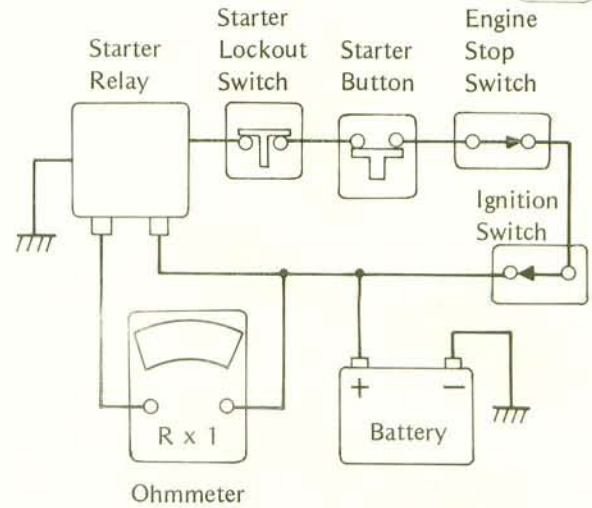 Starter
Relay
Starter
Lockout
Switch
Starter
Button
Engine
Stop
Switch
Ignition
Switch
R x 1
+ −
Battery
Ohmmeter